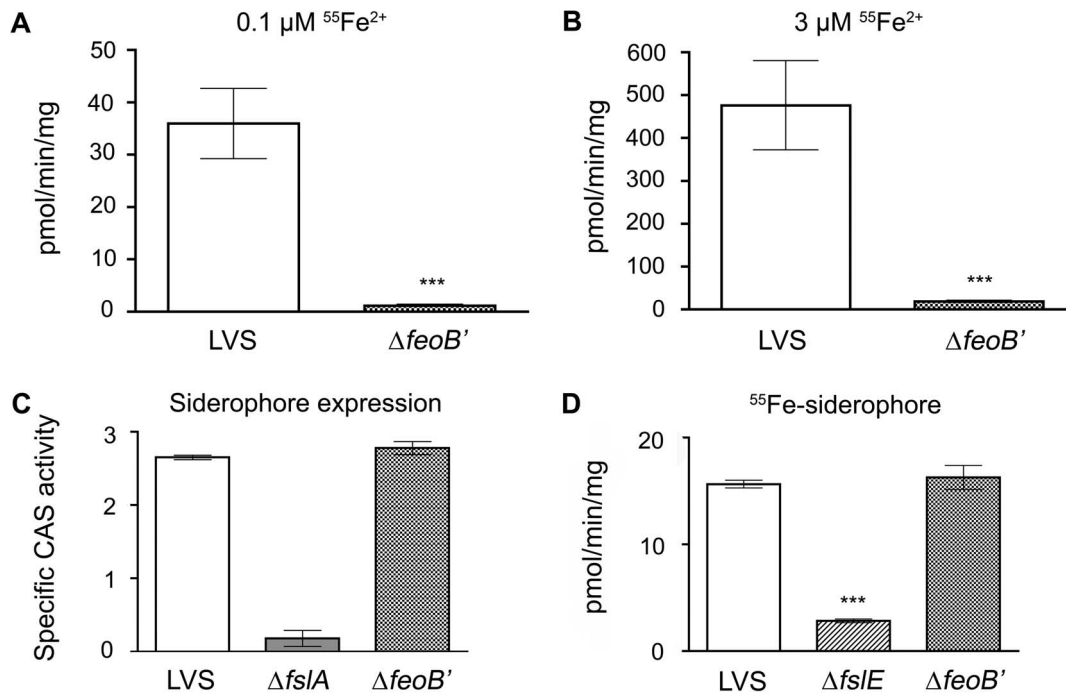 A
0.1 µM ⁵⁵Fe²⁺
pmol/min/mg
50
40
30
20
10
0
***
LVS
ΔfeoB’
B
3 µM ⁵⁵Fe²⁺
pmol/min/mg
600
500
400
300
200
100
0
***
LVS
ΔfeoB’
C
Siderophore expression
Specific CAS activity
3
2
1
0
LVS
ΔfslA
ΔfeoB’
D
⁵⁵Fe-siderophore
pmol/min/mg
20
10
0
***
LVS
ΔfslE
ΔfeoB’